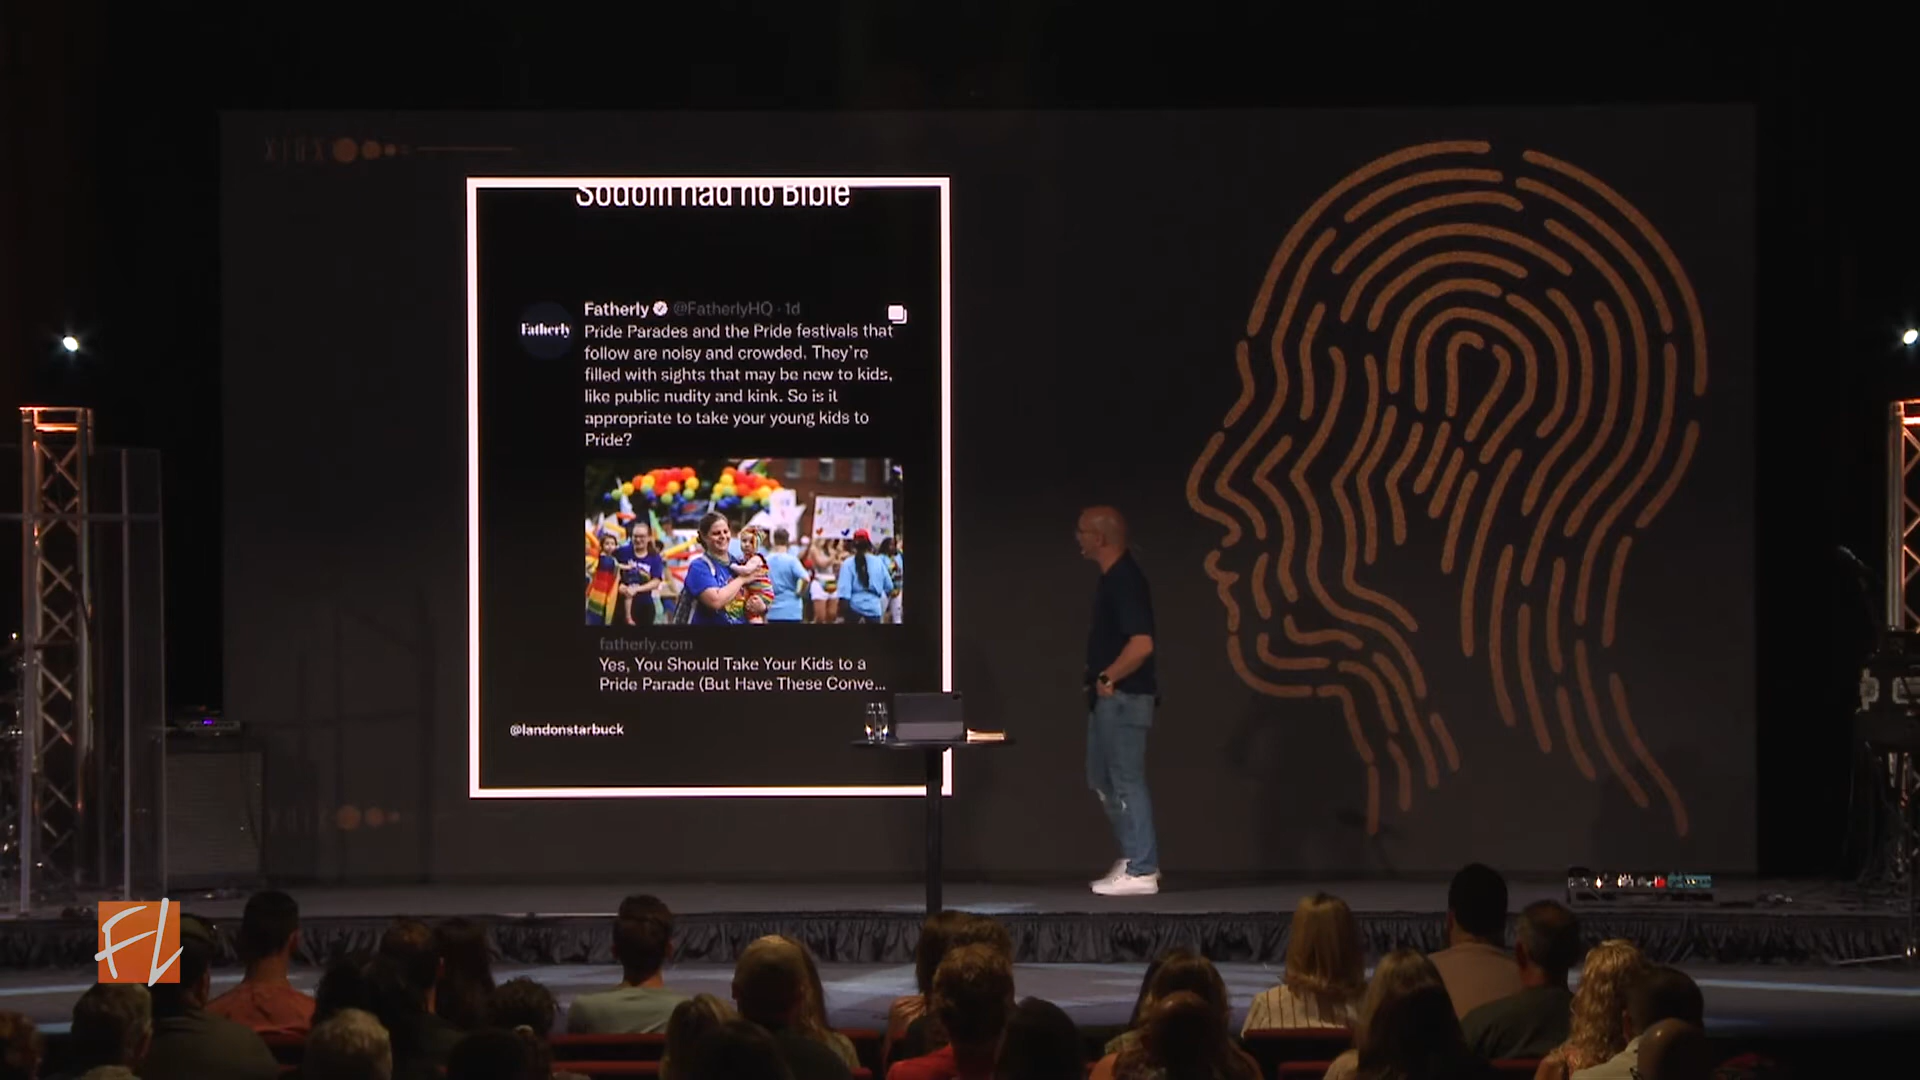 Sodom had no Bible
Fatherly @FatherlyHQ · 1d
Fatherly
Pride Parades and the Pride festivals that
follow are noisy and crowded. They're
filled with sights that may be new to kids,
like public nudity and kink. So is it
appropriate to take your young kids to
Pride?
fatherly.com
Yes, You Should Take Your Kids to a
Pride Parade (But Have These Conve...
@landonstarbuck
FL